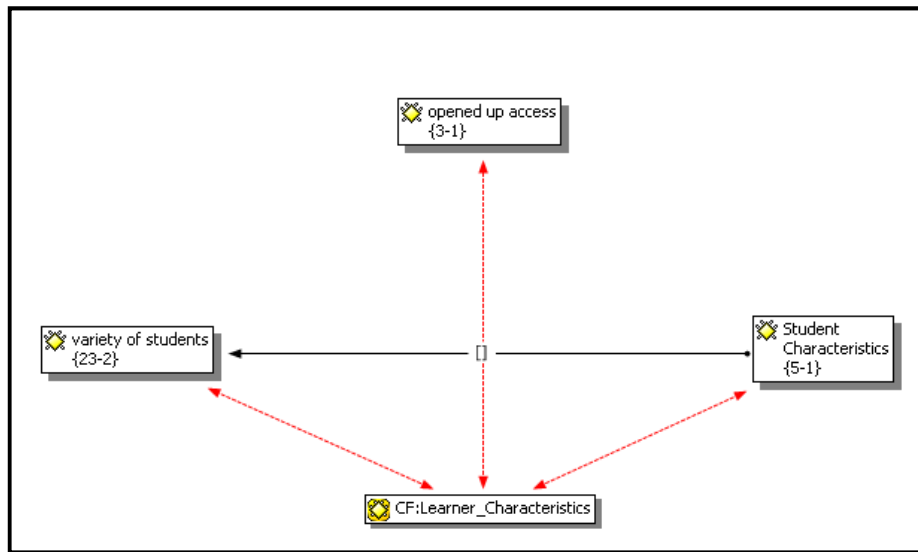 opened up access
{3-1}
variety of students
{23-2}
[]
Student
Characteristics
{5-1}
CF:Learner_Characteristics